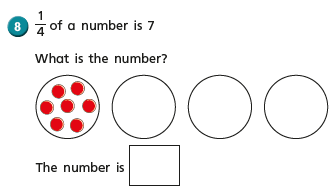 8 1/4 of a number is 7
What is the number?
The number is